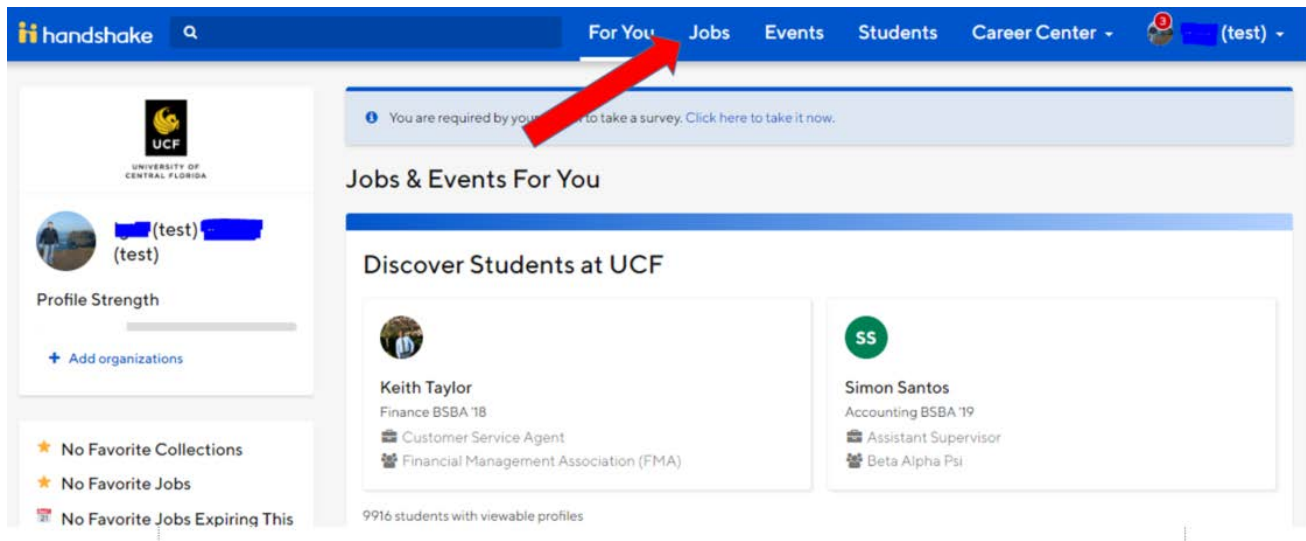 handshake
For You Jobs Events Students Career Center 3 (test)
UCF
UNIVERSITY OF
CENTRAL FLORIDA
You are required by your to take a survey. Click here to take it now.
Jobs & Events For You
(test)
(test)
Profile Strength
+ Add organizations
Discover Students at UCF
Keith Taylor
Finance BSBA '18
Customer Service Agent
Financial Management Association (FMA)
SS
Simon Santos
Accounting BSBA '19
Assistant Supervisor
Beta Alpha Psi
9916 students with viewable profiles
No Favorite Collections
No Favorite Jobs
No Favorite Jobs Expiring This